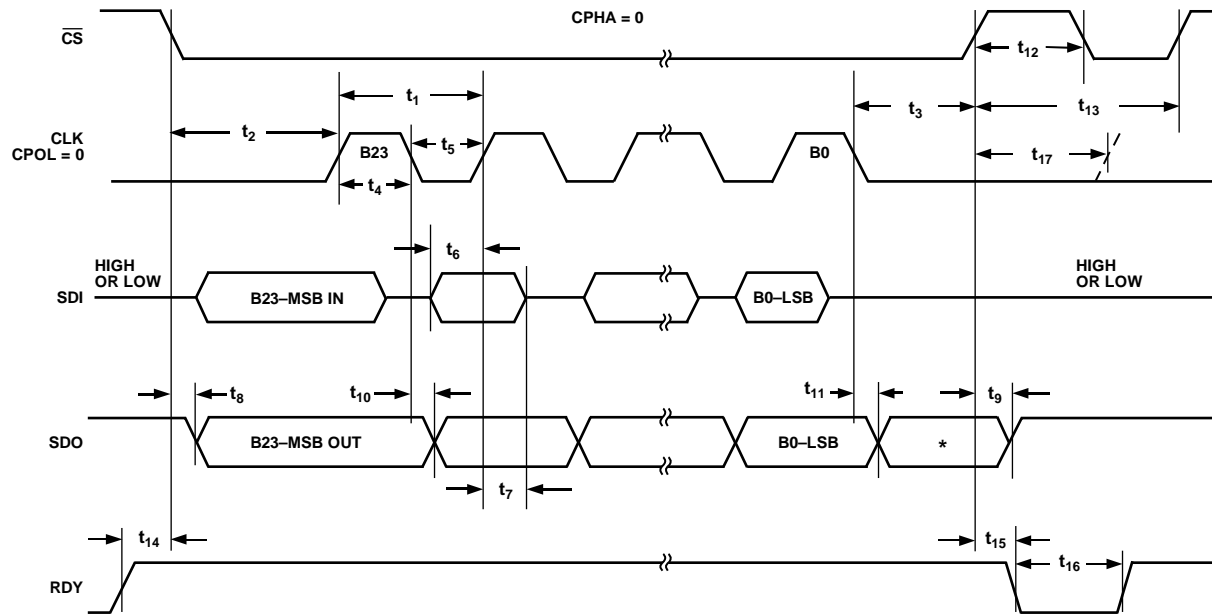 CPHA = 0
CS
t12
t1
t3
t13
t2
CLK
CPOL = 0
B23
t5
B0
t17
t4
t6
HIGH
OR LOW
HIGH
OR LOW
SDI
B23–MSB IN
B0–LSB
t8
t10
t11
t9
SDO
B23–MSB OUT
B0–LSB
*
t7
t14
t15
t16
RDY